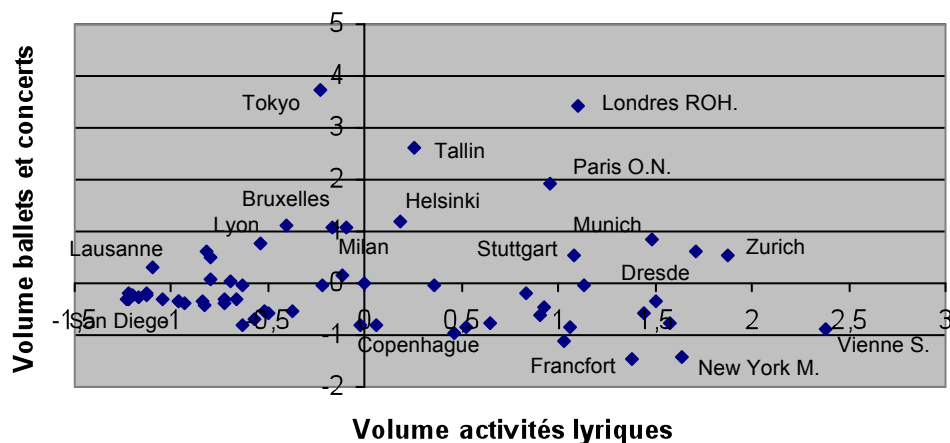 5
4
Tokyo
Londres ROH.
3
Tallin
Paris O.N.
2
Bruxelles
Helsinki
Lyon
1
Munich
Lausanne
Milan
Stuttgart
Zurich
0
Dresde
-1,5
San Diego
-1
-0,5
0
0,5
1
1,5
2
2,5
3
-1
Copenhague
Vienne S.
Francfort
New York M.
-2
Volume ballets et concerts
Volume activités lyriques